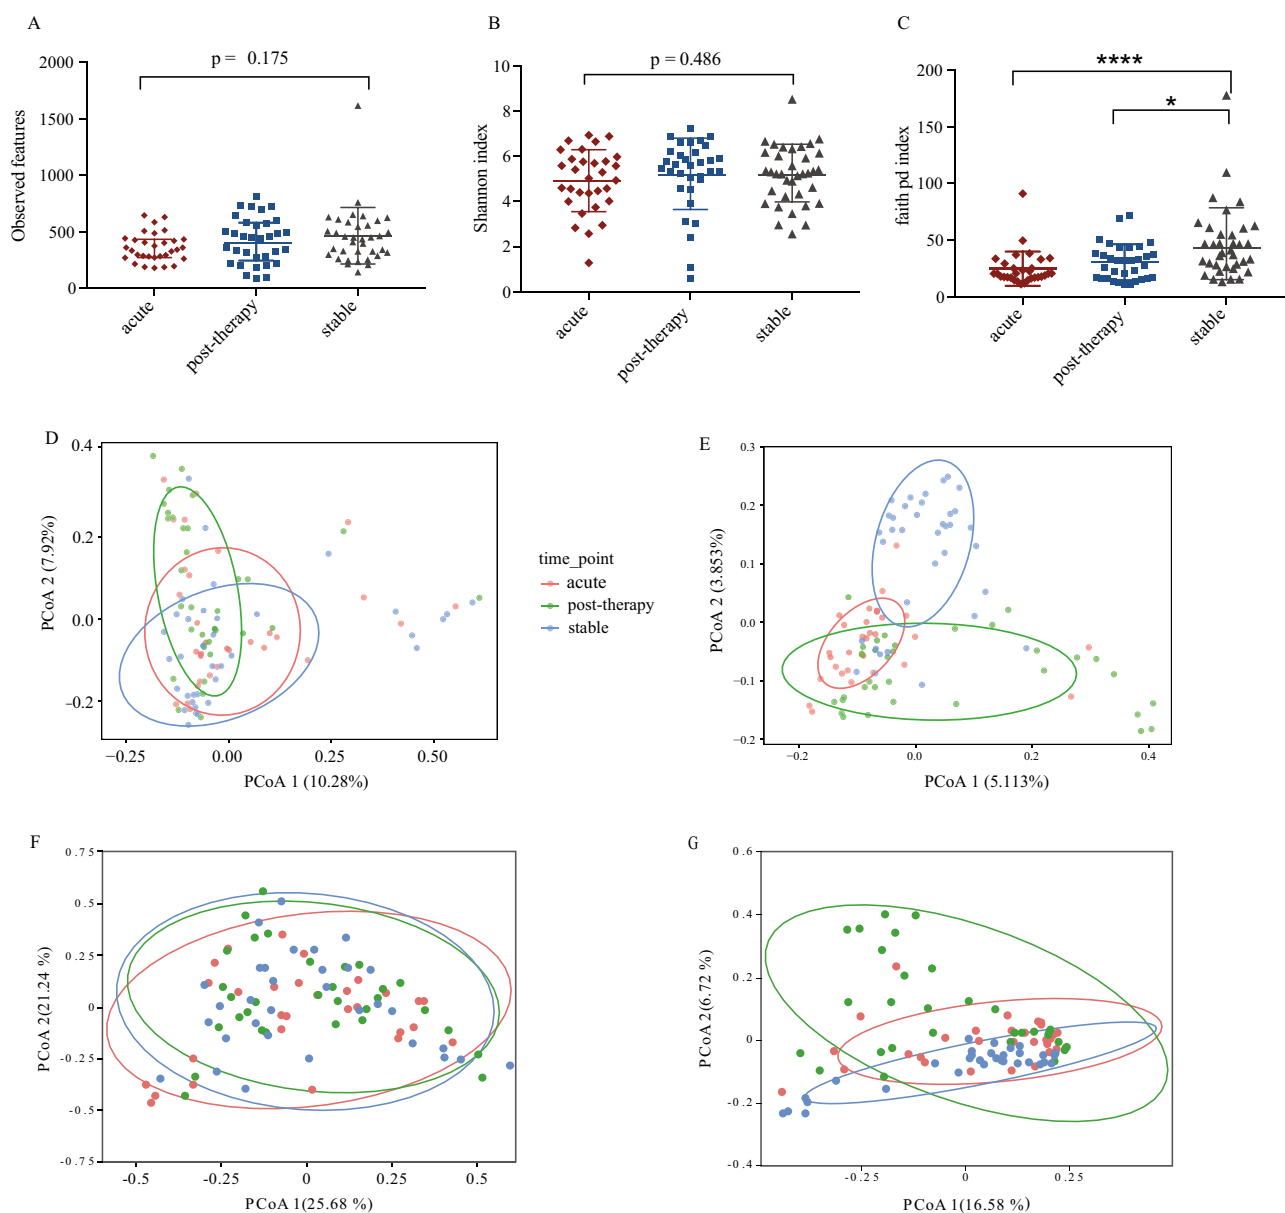 A
p = 0.175
2000
1500
1000
500
0
Observed features
acute
post-therapy
stable
B
p = 0.486
10
8
6
4
2
0
Shannon index
acute
post-therapy
stable
C
****
*
200
150
100
50
0
faith pd index
acute
post-therapy
stable
D
0.4
0.2
0.0
−0.2
PCoA 2 (7.92%)
−0.25
0.00
0.25
0.50
PCoA 1 (10.28%)
time_point
acute
post-therapy
stable
E
0.3
0.2
0.1
0.0
−0.1
−0.2
PCoA 2 (3.853%)
−0.2
0.0
0.2
0.4
PCoA 1 (5.113%)
F
0.75
0.5
0.25
0
-0.25
-0.5
-0.75
PCoA 2(21.24 %)
-0.5
-0.25
0
0.25
0.5
PCoA 1(25.68 %)
G
0.6
0.4
0.2
0
-0.2
-0.4
PCoA 2(6.72 %)
-0.25
0
0.25
PCoA 1(16.58 %)